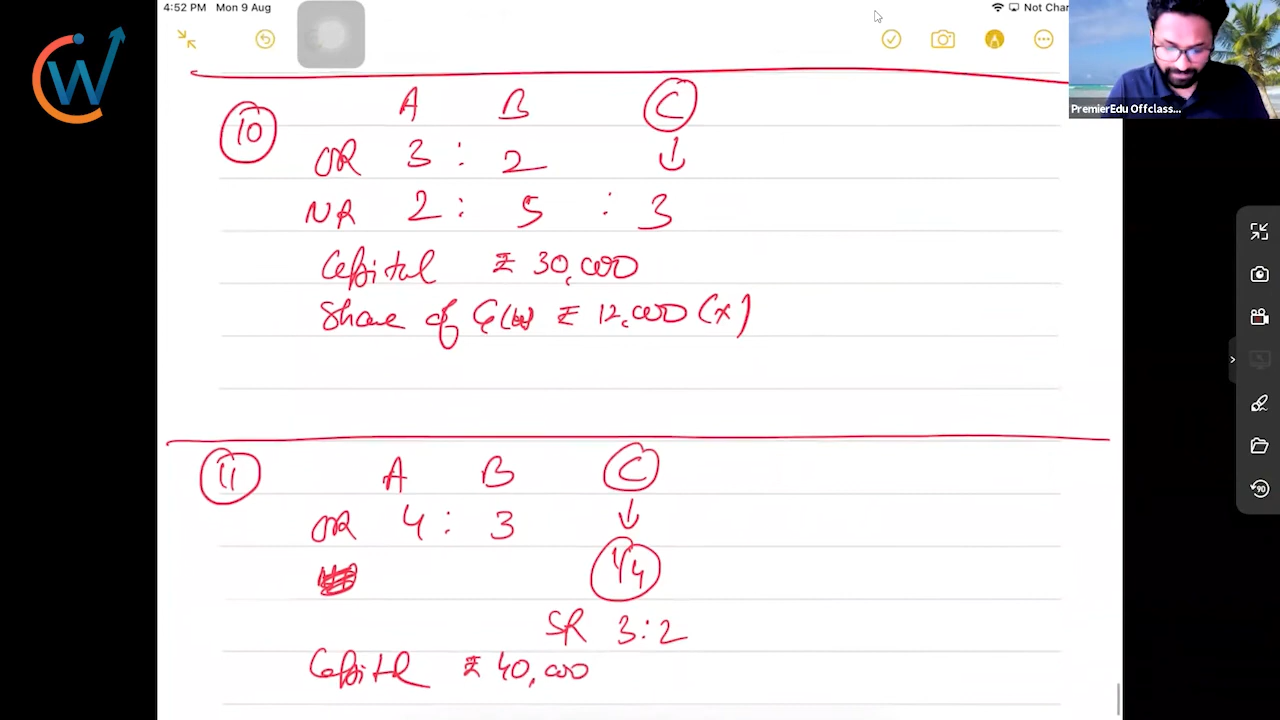 4:52 PM Mon 9 Aug
Not Char
PremierEdu Offclass...
W
10
A B C
OR 3 : 2 ↓
NR 2 : 5 : 3
Capital ₹ 30,000
Share of G/W ₹ 12,000 (x)
11
A B C
OR 4 : 3 ↓
1/4
SR 3:2
Capital ₹ 40,000
90